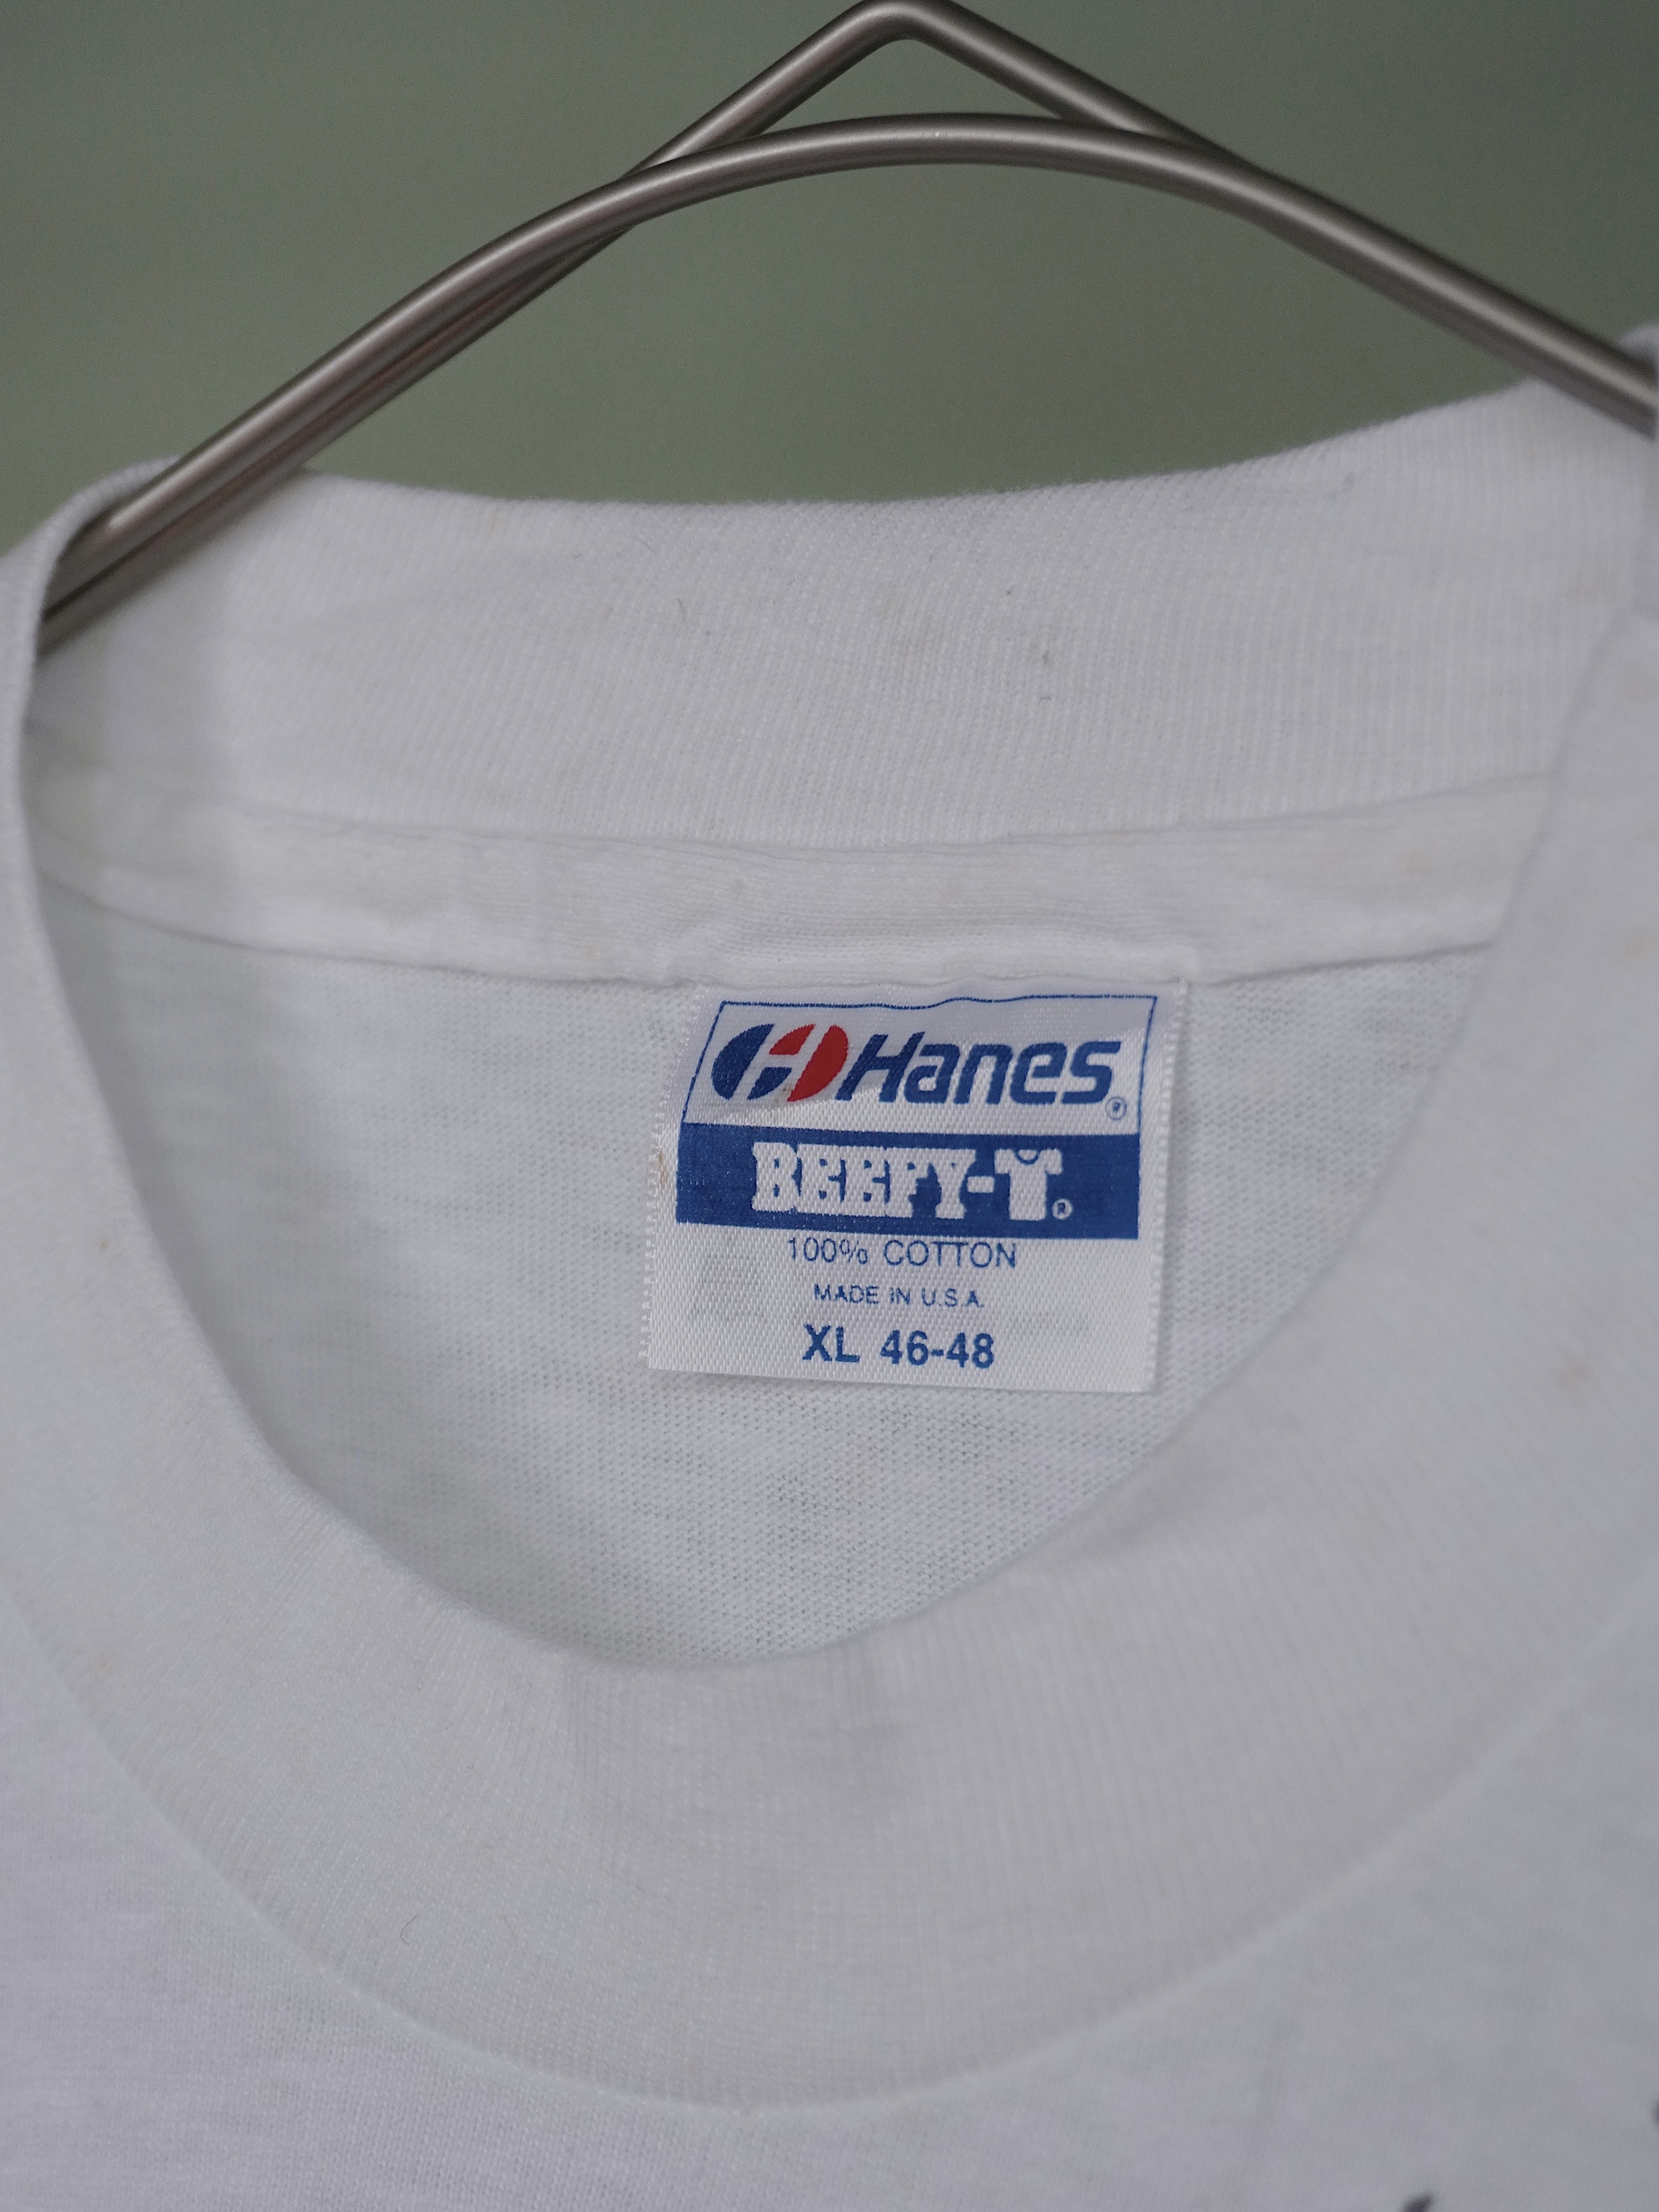 Hanes®
BEEFY-T®
100% COTTON
MADE IN U.S.A.
XL 46-48